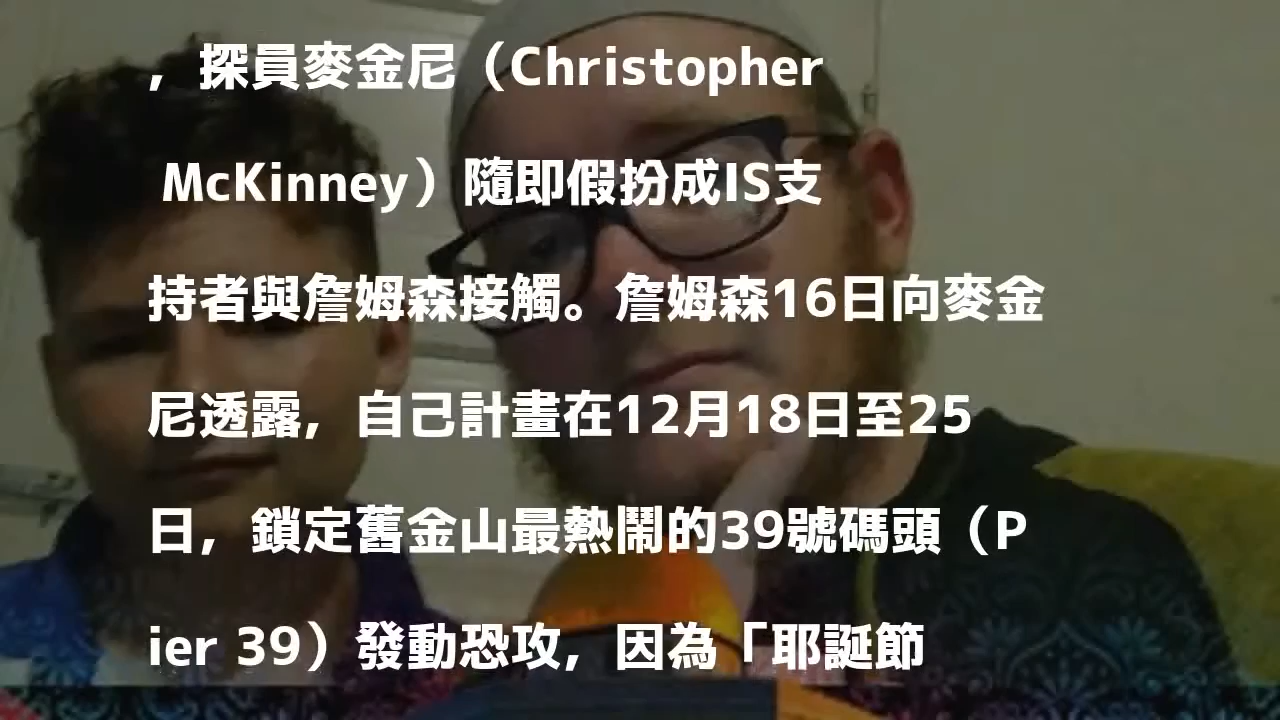 ，探員麥金尼（Christopher
McKinney）隨即假扮成IS支
持者與詹姆森接觸。詹姆森16日向麥金
尼透露，自己計畫在12月18日至25
日，鎖定舊金山最熱鬧的39號碼頭（P
ier 39）發動恐攻，因為「耶誕節